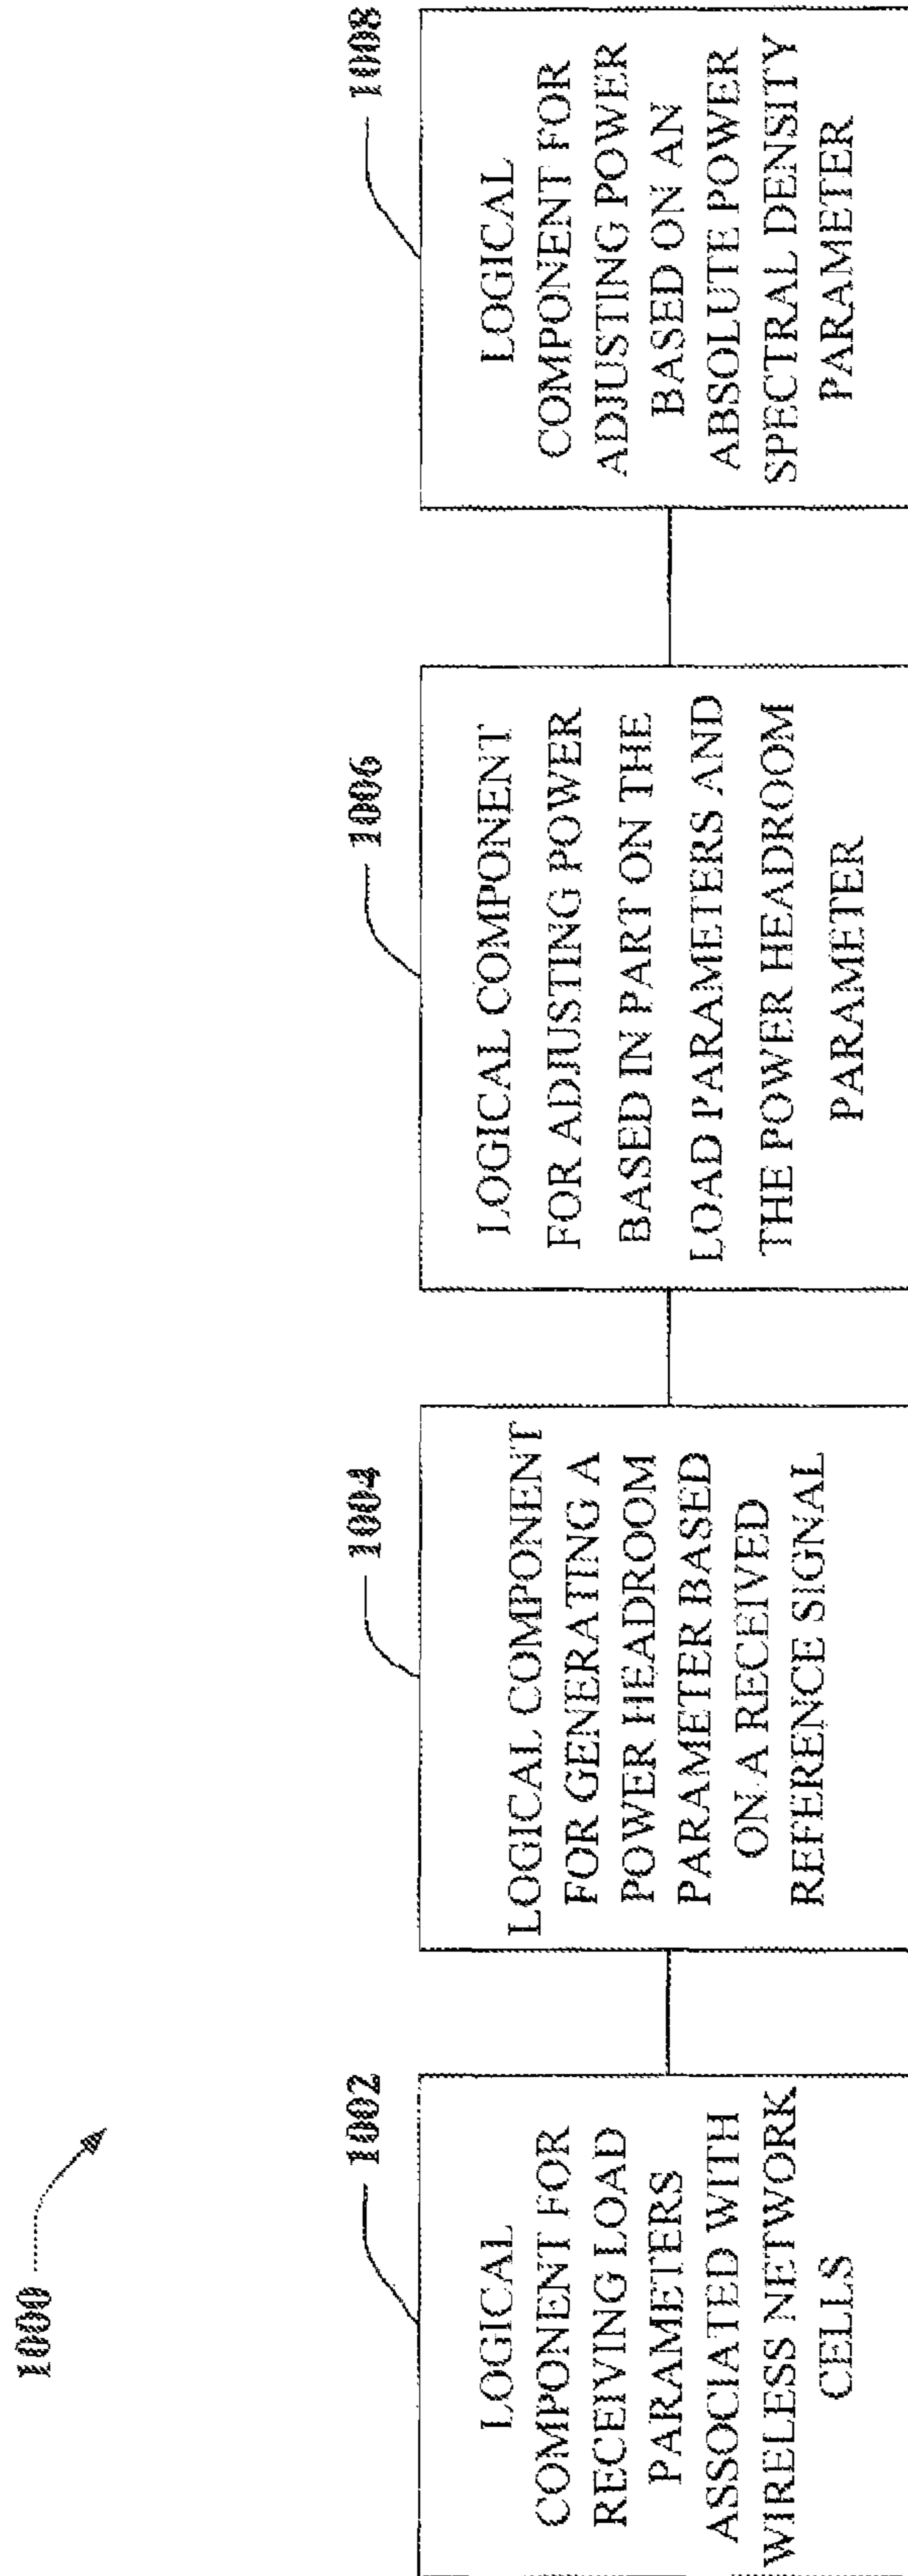 1000
1002
LOGICAL
COMPONENT FOR
RECEIVING LOAD
PARAMETERS
ASSOCIATED WITH
WIRELESS NETWORK
CELLS
1004
LOGICAL COMPONENT
FOR GENERATING A
POWER HEADROOM
PARAMETER BASED
ON A RECEIVED
REFERENCE SIGNAL
1006
LOGICAL COMPONENT
FOR ADJUSTING POWER
BASED IN PART ON THE
LOAD PARAMETERS AND
THE POWER HEADROOM
PARAMETER
1008
LOGICAL
COMPONENT FOR
ADJUSTING POWER
BASED ON AN
ABSOLUTE POWER
SPECTRAL DENSITY
PARAMETER